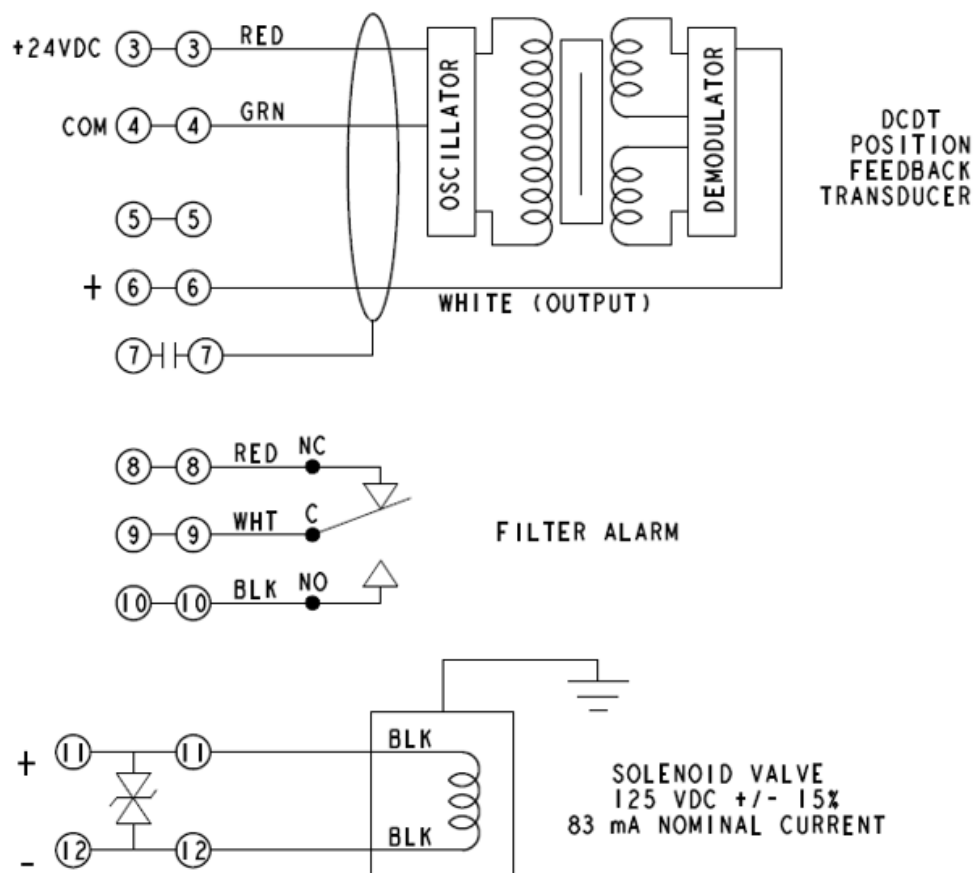 +24VDC 3 3 RED
COM 4 4 GRN
OSCILLATOR
DEMODULATOR
DCDT
POSITION
FEEDBACK
TRANSDUCER
5 5
+ 6 6
WHITE (OUTPUT)
7 7
8 8 RED NC
9 9 WHT C
FILTER ALARM
10 10 BLK NO
+ 11 11 BLK
SOLENOID VALVE
125 VDC +/- 15%
83 mA NOMINAL CURRENT
- 12 12 BLK